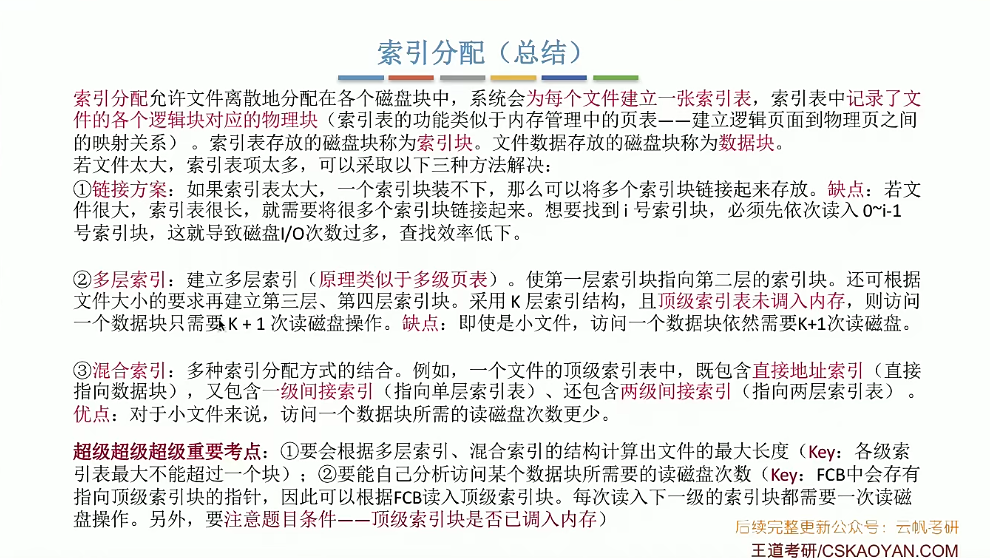 索引分配（总结）
索引分配允许文件离散地分配在各个磁盘块中，系统会为每个文件建立一张索引表，索引表中记录了文
件的各个逻辑块对应的物理块（索引表的功能类似于内存管理中的页表——建立逻辑页面到物理页之间
的映射关系）。索引表存放的磁盘块称为索引块。文件数据存放的磁盘块称为数据块。
若文件太大，索引表项太多，可以采取以下三种方法解决：
①链接方案：如果索引表太大，一个索引块装不下，那么可以将多个索引块链接起来存放。缺点：若文
件很大，索引表很长，就需要将很多个索引块链接起来。想要找到 i 号索引块，必须先依次读入 0~i-1
号索引块，这就导致磁盘I/O次数过多，查找效率低下。
②多层索引：建立多层索引（原理类似于多级页表）。使第一层索引块指向第二层的索引块。还可根据
文件大小的要求再建立第三层、第四层索引块。采用 K 层索引结构，且顶级索引表未调入内存，则访问
一个数据块只需要 K + 1 次读磁盘操作。缺点：即使是小文件，访问一个数据块依然需要K+1次读磁盘。
③混合索引：多种索引分配方式的结合。例如，一个文件的顶级索引表中，既包含直接地址索引（直接
指向数据块），又包含一级间接索引（指向单层索引表）、还包含两级间接索引（指向两层索引表）。
优点：对于小文件来说，访问一个数据块所需的读磁盘次数更少。
超级超级超级重要考点：①要会根据多层索引、混合索引的结构计算出文件的最大长度（Key：各级索
引表最大不能超过一个块）；②要能自己分析访问某个数据块所需要的读磁盘次数（Key：FCB中会存有
指向顶级索引块的指针，因此可以根据FCB读入顶级索引块。每次读入下一级的索引块都需要一次读磁
盘操作。另外，要注意题目条件——顶级索引块是否已调入内存）
后续完整更新公众号：云帆考研
王道考研/CSKAOYAN.COM